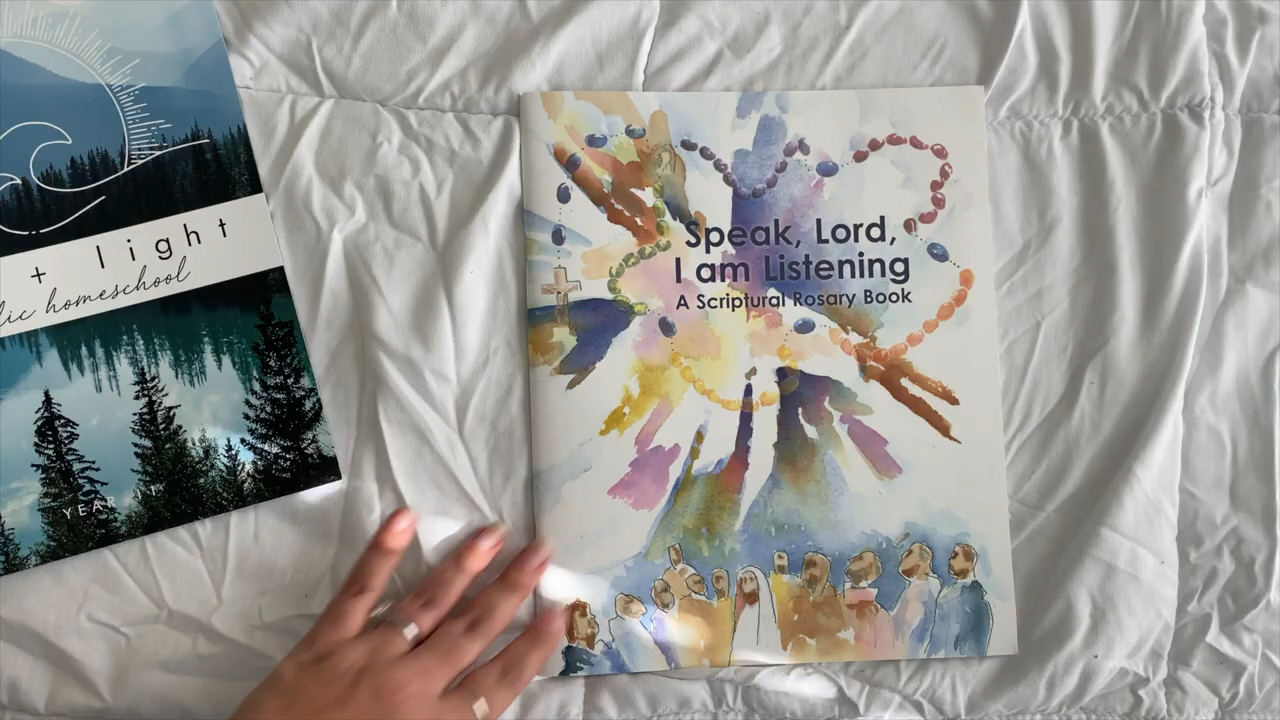 + light
lic homeschool
YEAR
Speak, Lord,
I am Listening
A Scriptural Rosary Book